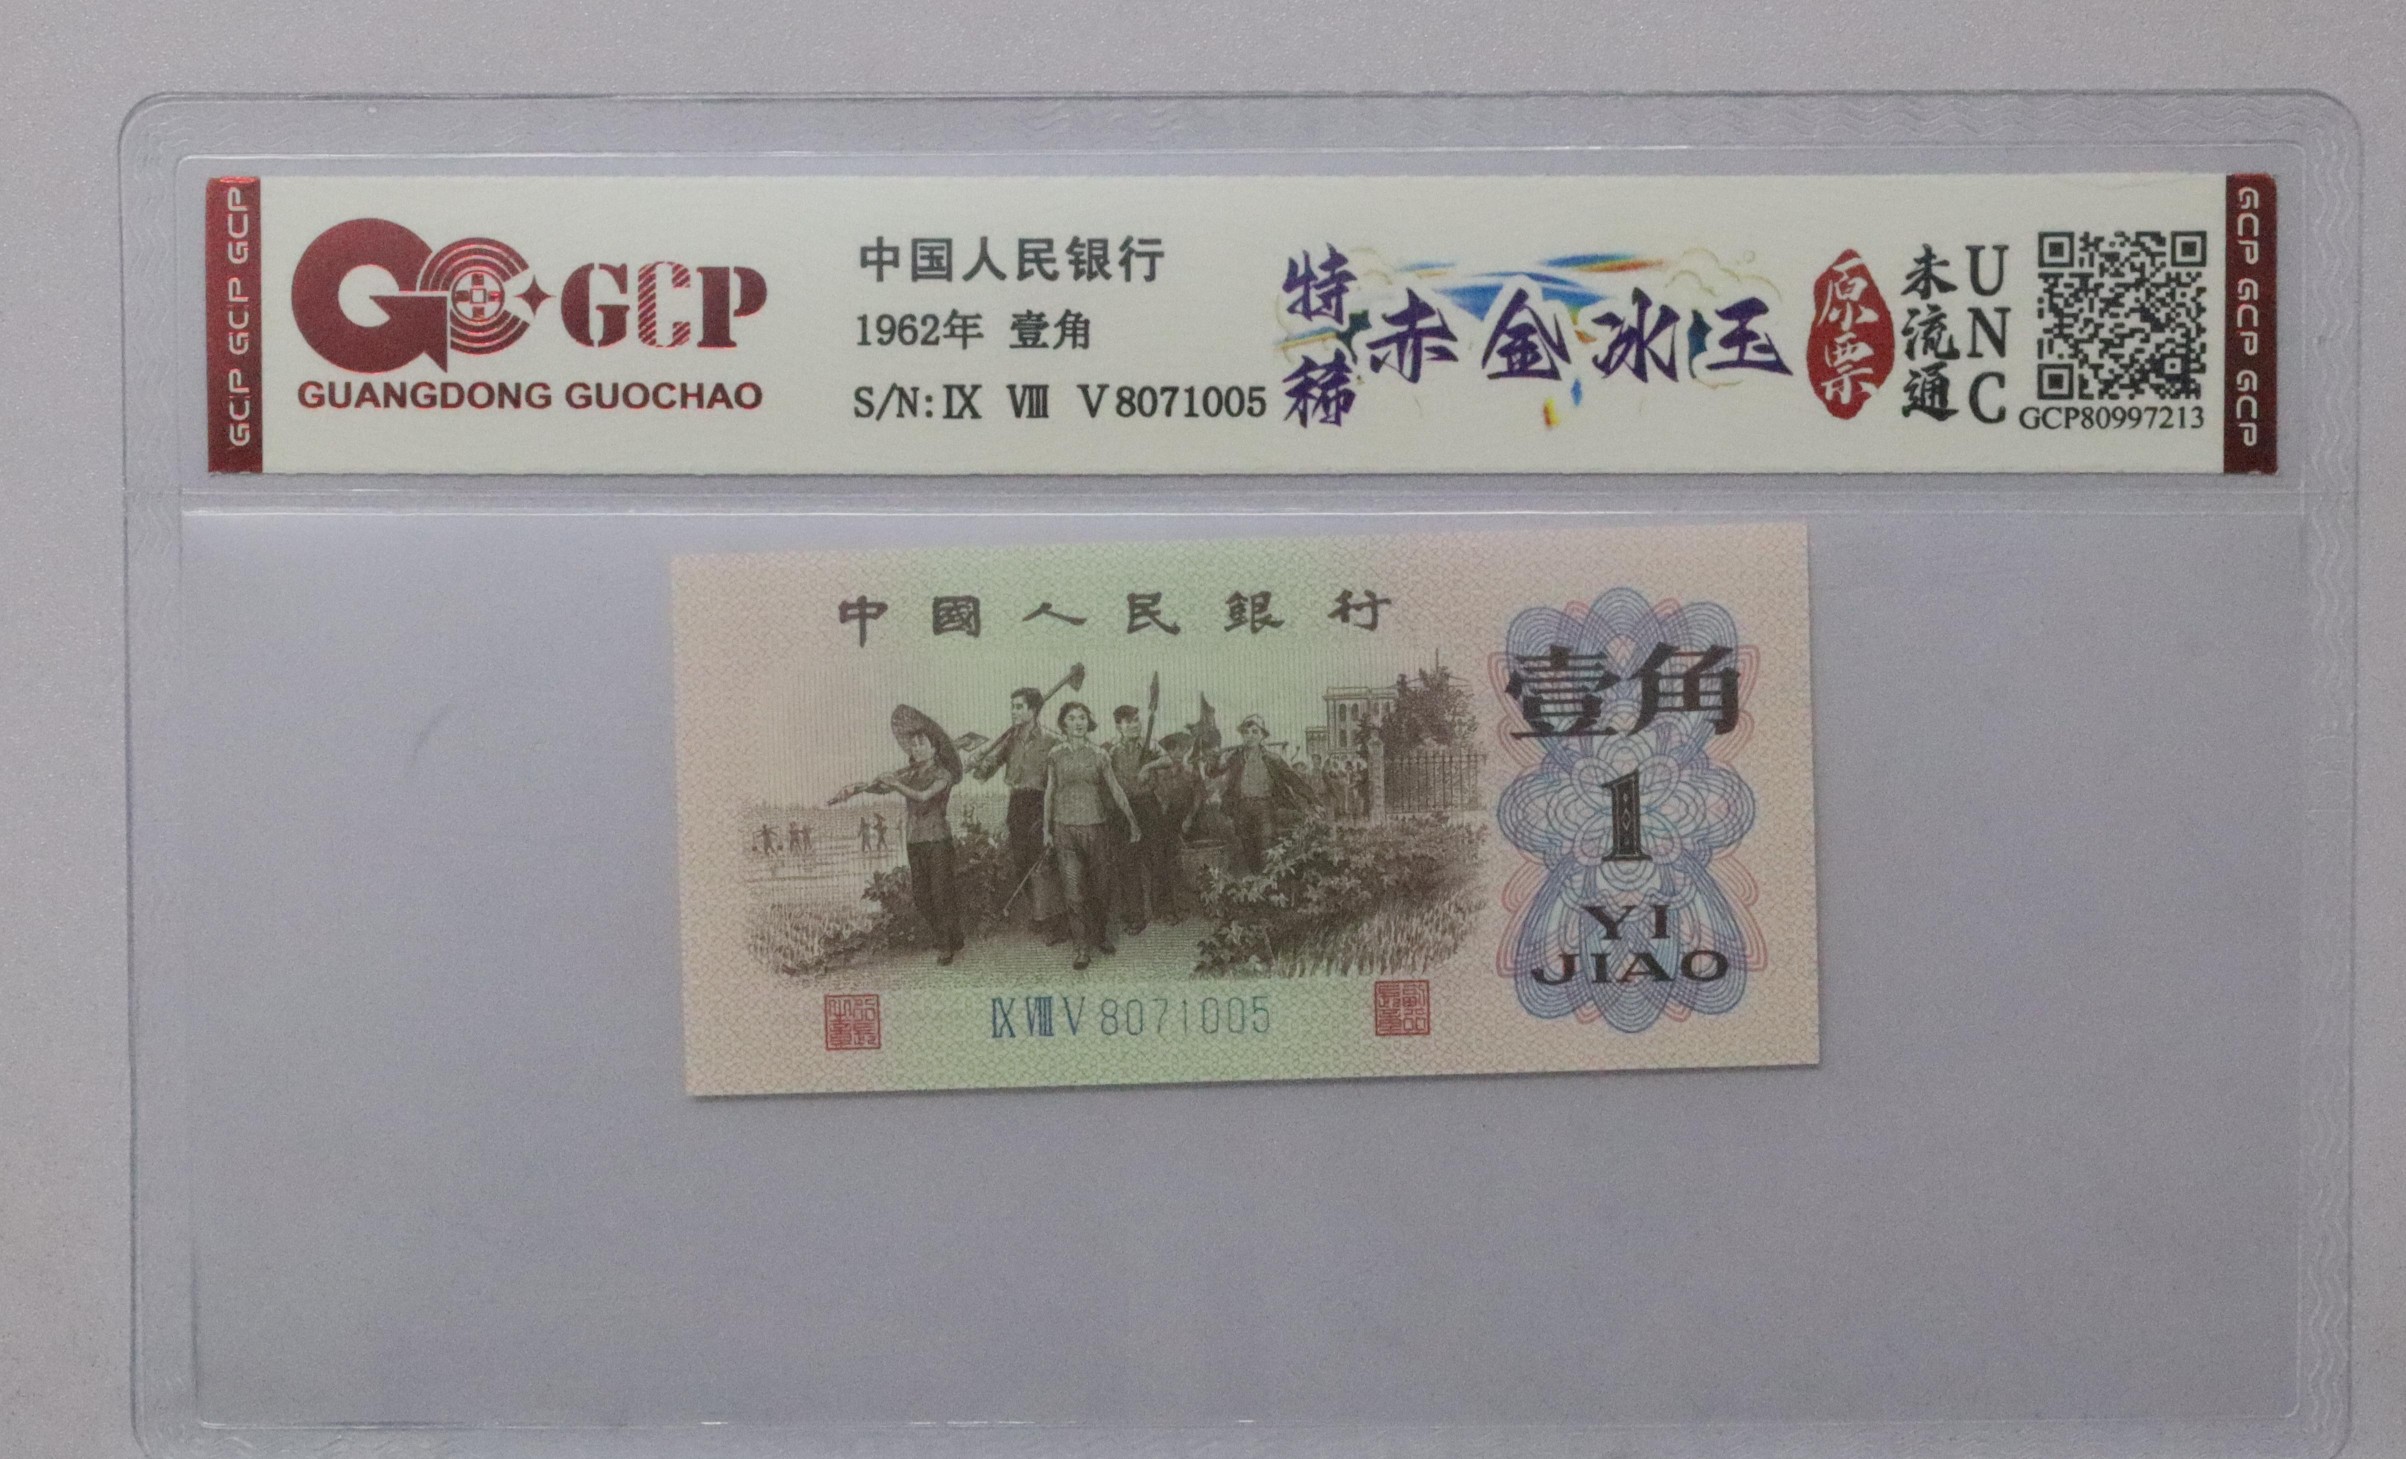 GCP GCP GCP
GCP
GUANGDONG GUOCHAO
中国人民银行
1962年 壹角
S/N: IX VIII V 8071005
特稀
赤金冰玉
原票
未流通
UNC
GCP80997213
GCP GCP GCP
中國人民銀行
壹角
1
YI
JIAO
IX VIII V 8071005